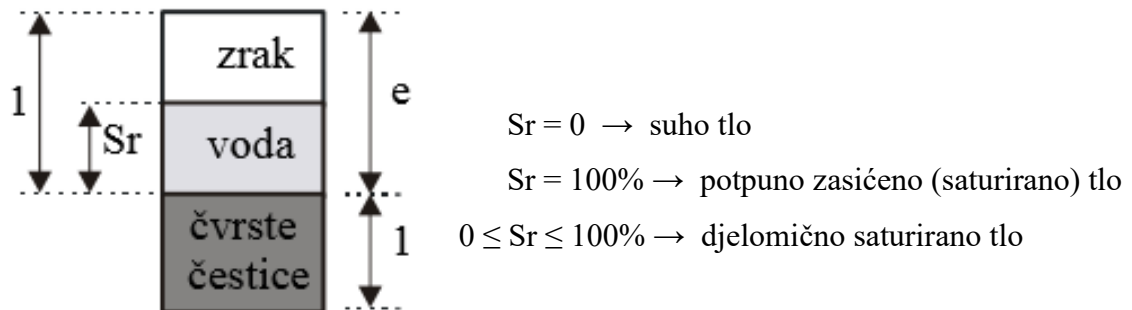 zrak
1
e
Sr
voda
čvrste
čestice
1
Sr = 0 → suho tlo
Sr = 100% → potpuno zasićeno (saturirano) tlo
0 ≤ Sr ≤ 100% → djelomično saturirano tlo